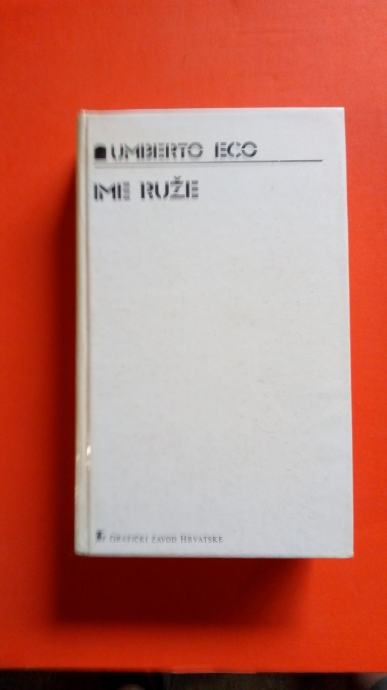 UMBERTO ECO
IME RUŽE
GRAFIČKI ZAVOD HRVATSKE